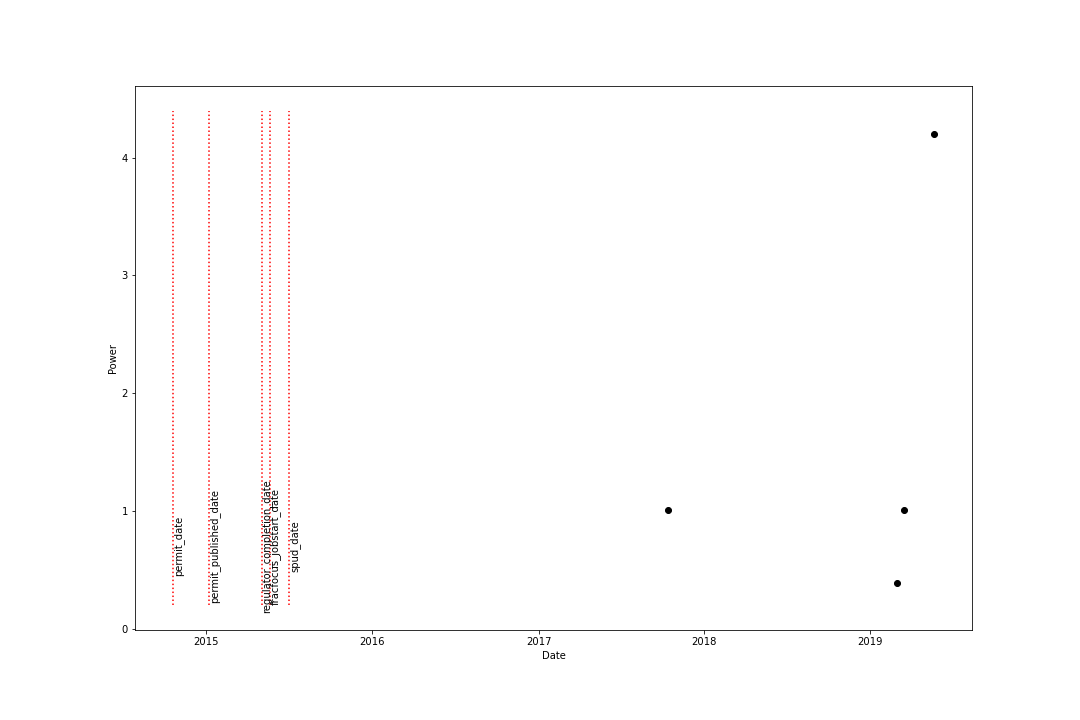 4
3
2
1
0
Power
permit_date
permit_published_date
regulator_completion_date
fracfocus_jobstart_date
spud_date
2015 2016 2017 2018 2019
Date